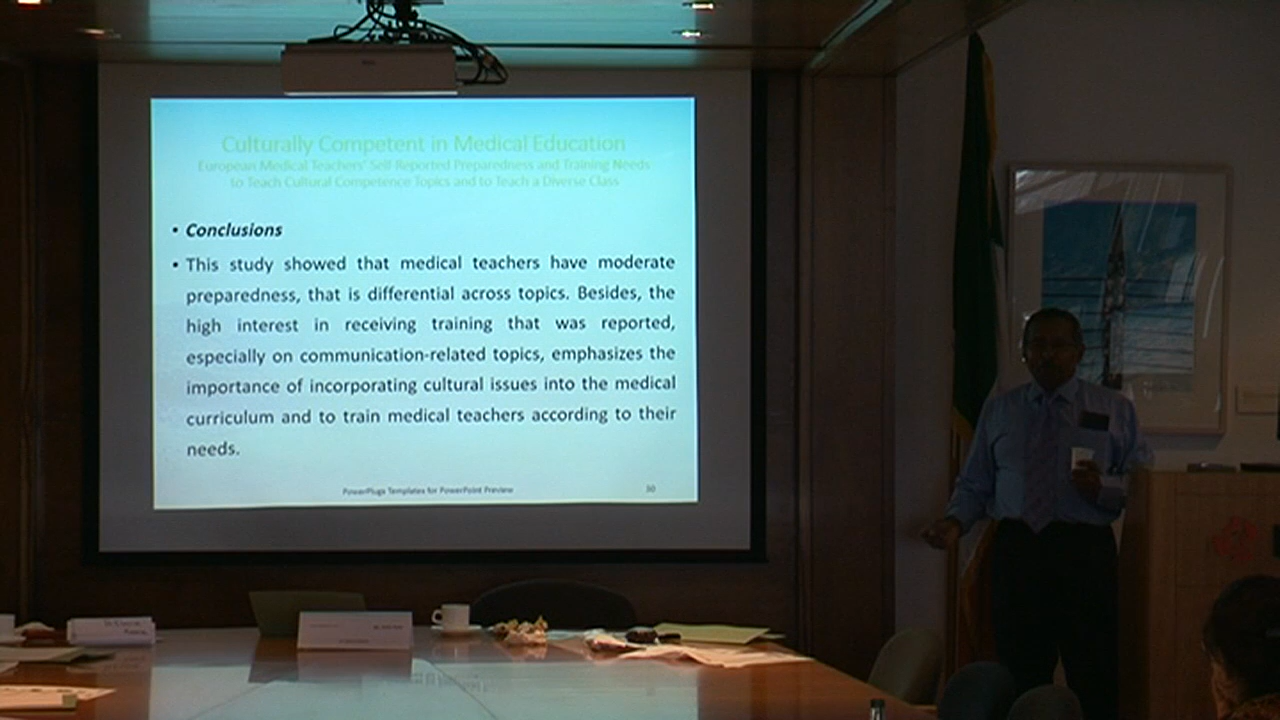 Culturally Competent in Medical Education
European Medical Teachers' Self-Reported Preparedness and Training Needs
to Teach Cultural Competence Topics and to Teach a Diverse Class
• Conclusions
• This study showed that medical teachers have moderate
preparedness, that is differential across topics. Besides, the
high interest in receiving training that was reported,
especially on communication-related topics, emphasizes the
importance of incorporating cultural issues into the medical
curriculum and to train medical teachers according to their
needs.
PowerPlugs Templates for PowerPoint Preview
30